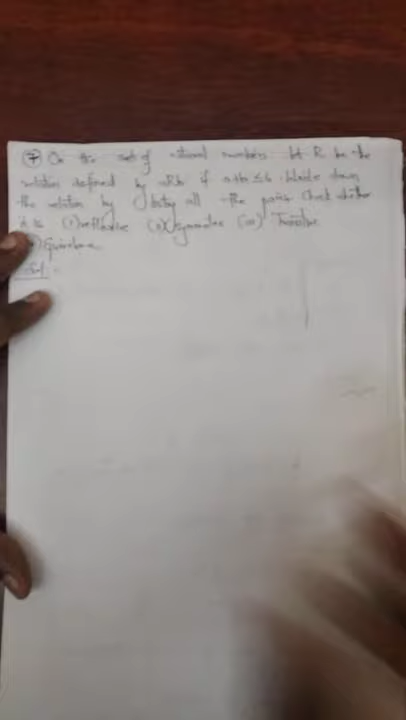 ⑦ On the set of natural numbers let R be the
relation defined by aRb if a+b ≤ 6. Write down
the relation by listing all the pairs. Check whether
it is (i) reflexive (ii) symmetric (iii) Transitive
Equivalence
Sol